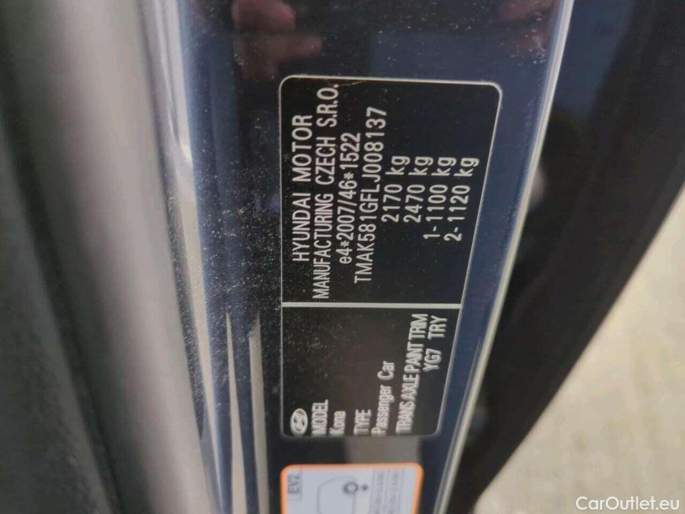 HYUNDAI MOTOR
MANUFACTURING CZECH S.R.O.
e4*2007/46*1522
TMAK581GFLJ008137
2170 kg
2470 kg
1-1100 kg
2-1120 kg
MODEL
Kona
TYPE
Passenger Car
TRANS AXLE PAINT TRIM
YG7 TRY
CarOutlet.eu